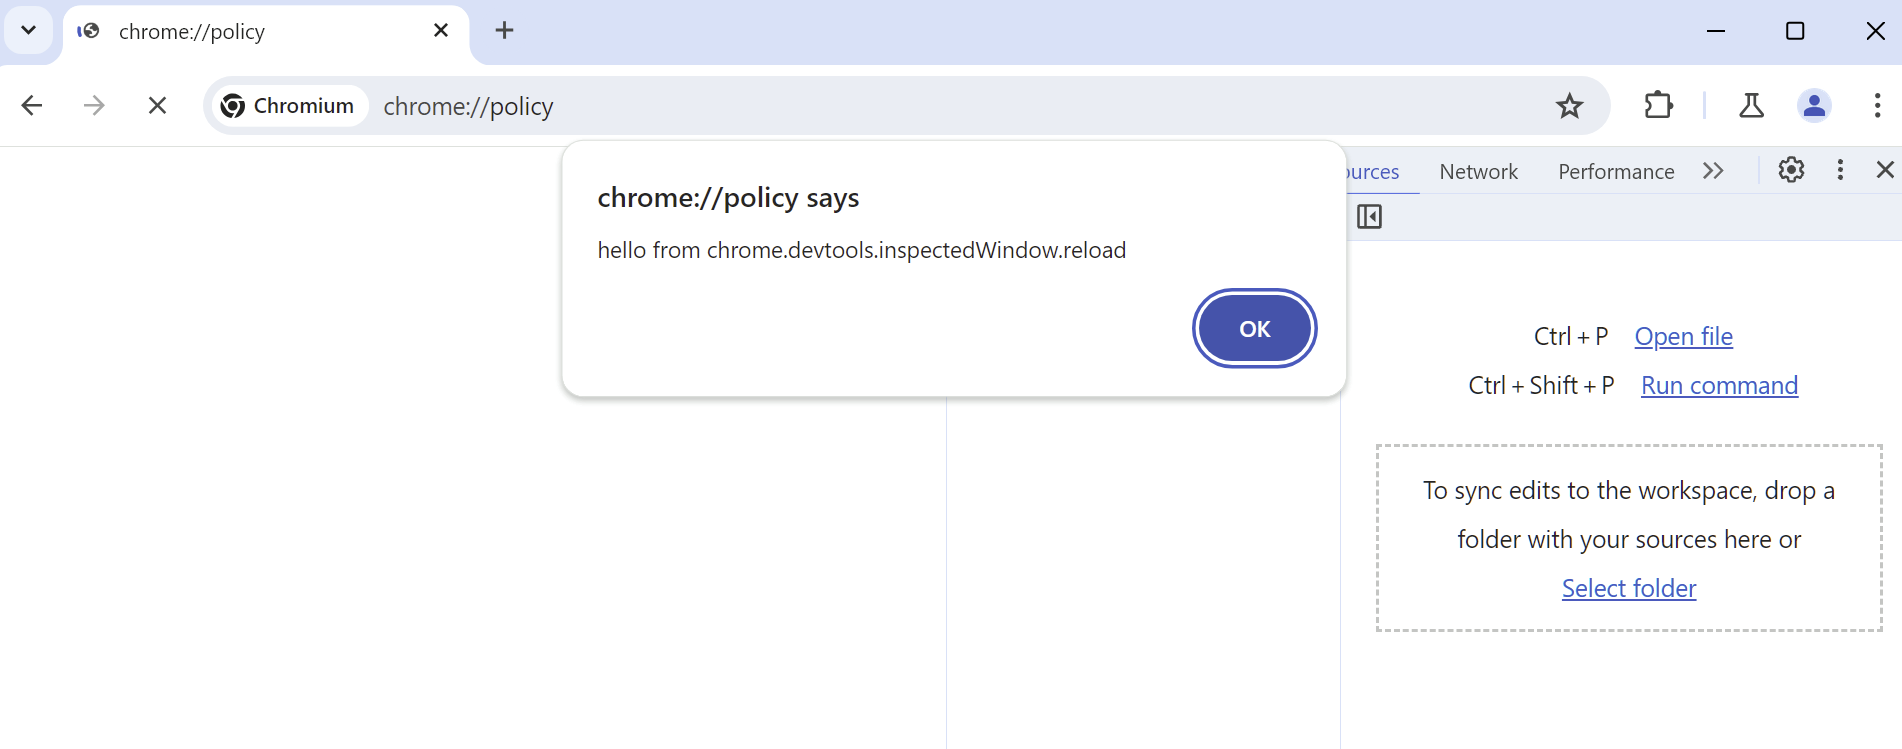 chrome://policy
Chromium
chrome://policy
ources
Network
Performance
chrome://policy says
hello from chrome.devtools.inspectedWindow.reload
OK
Ctrl + P Open file
Ctrl + Shift + P Run command
To sync edits to the workspace, drop a
folder with your sources here or
Select folder